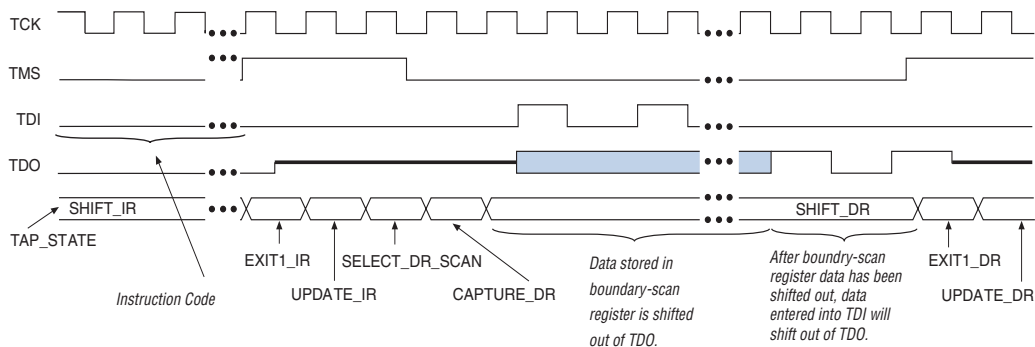 TCK
TMS
TDI
TDO
SHIFT_IR
SHIFT_DR
TAP_STATE
EXIT1_IR
SELECT_DR_SCAN
EXIT1_DR
UPDATE_IR
CAPTURE_DR
UPDATE_DR
Instruction Code
Data stored in
boundary-scan
register is shifted
out of TDO.
After boundry-scan
register data has been
shifted out, data
entered into TDI will
shift out of TDO.